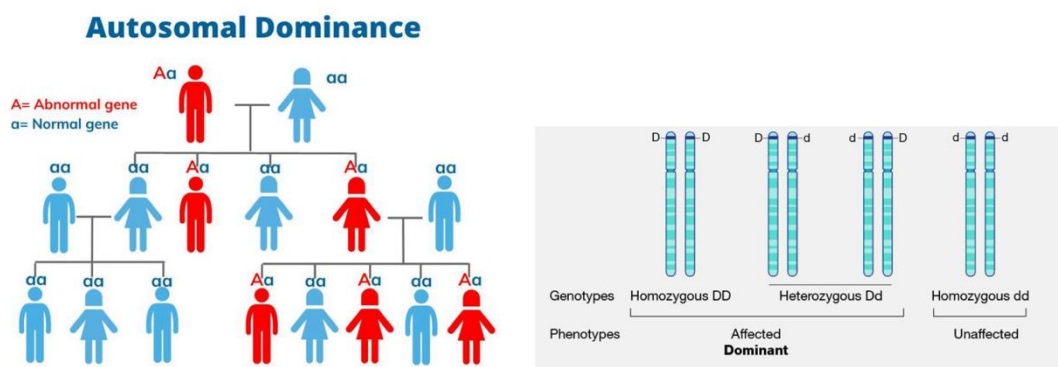 Autosomal Dominance
Aa
aa
A= Abnormal gene
a= Normal gene
aa
aa
Aa
aa
Aa
aa
aa
aa
aa
Aa
aa
Aa
aa
Aa
D D
D d
d D
d d
Genotypes Homozygous DD Heterozygous Dd Homozygous dd
Phenotypes Affected Unaffected
Dominant